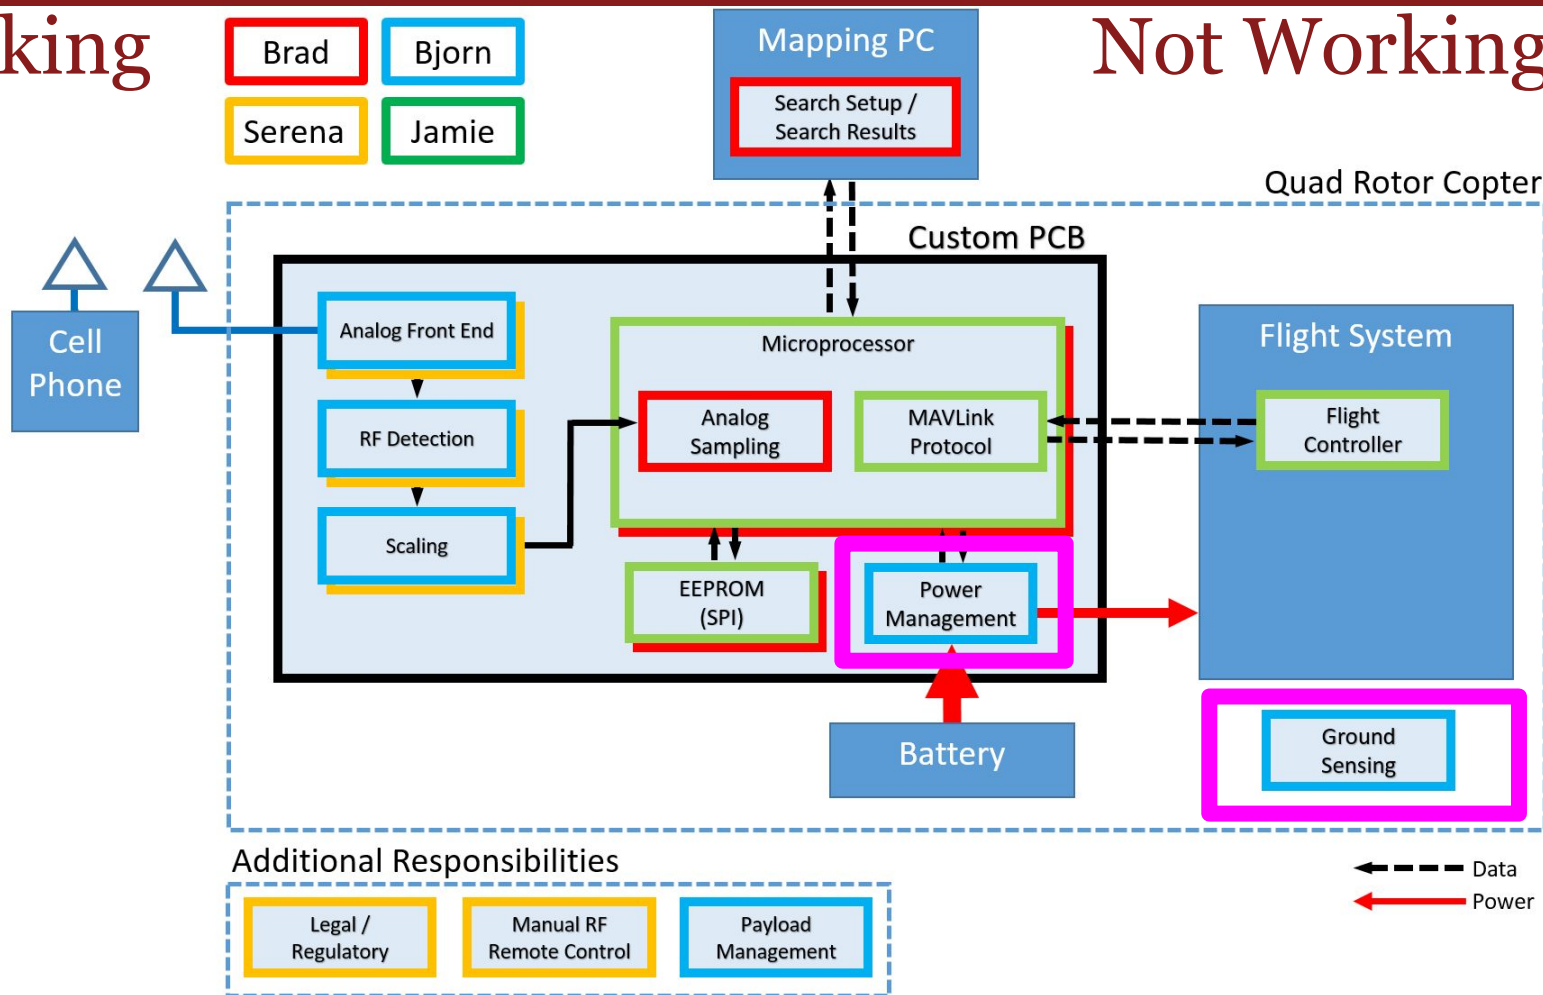 king
Not Working
Brad
Bjorn
Serena
Jamie
Mapping PC
Search Setup /
Search Results
Quad Rotor Copter
Custom PCB
Cell
Phone
Analog Front End
RF Detection
Scaling
Microprocessor
Analog
Sampling
MAVLink
Protocol
EEPROM
(SPI)
Power
Management
Flight System
Flight
Controller
Battery
Ground
Sensing
Additional Responsibilities
Legal /
Regulatory
Manual RF
Remote Control
Payload
Management
Data
Power